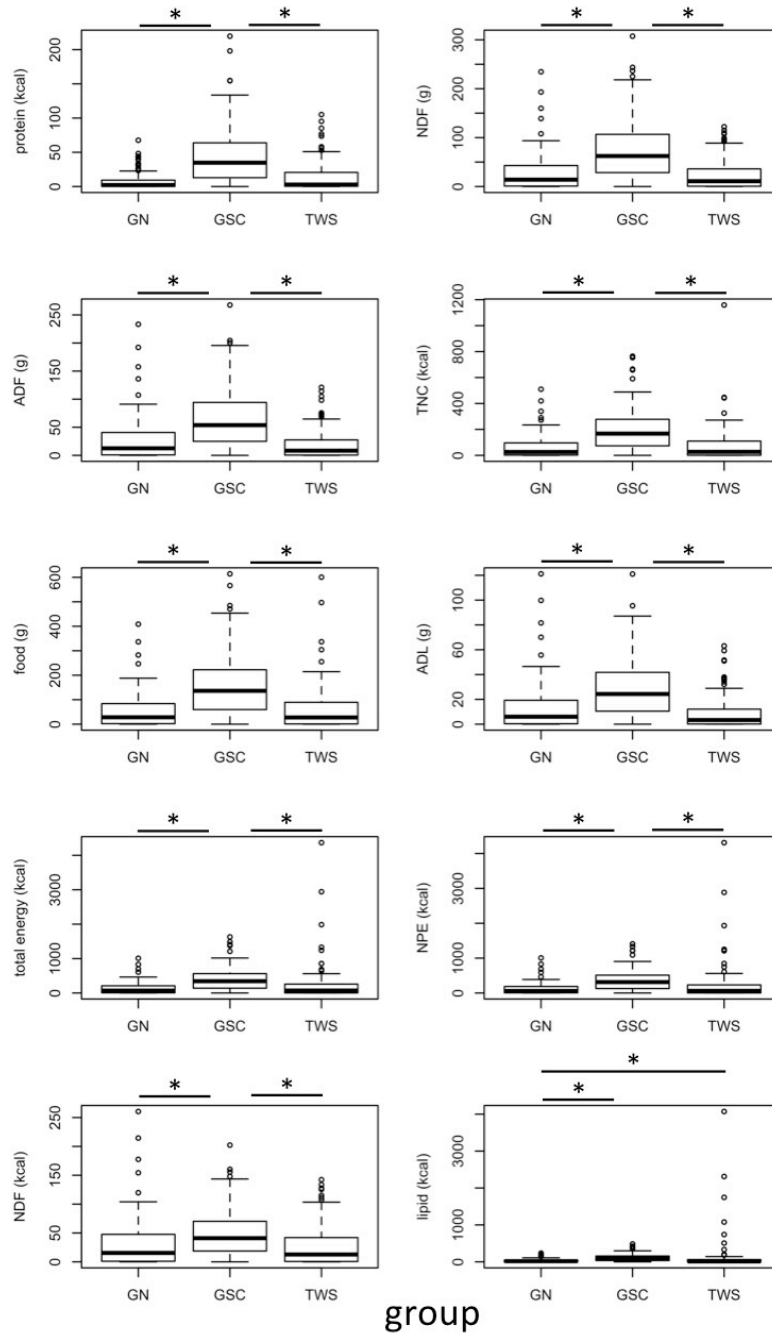 * * * *
protein (kcal) 0 50 100 200 NDF (g) 0 100 200 300
GN GSC TWS GN GSC TWS
* * * *
ADF (g) 0 50 150 250 TNC (kcal) 0 400 800 1200
GN GSC TWS GN GSC TWS
* * * *
food (g) 0 200 400 600 ADL (g) 0 20 60 100
GN GSC TWS GN GSC TWS
* * * *
total energy (kcal) 0 1000 3000 NPE (kcal) 0 1000 3000
GN GSC TWS GN GSC TWS
* * * *
NDF (kcal) 0 50 150 250 lipid (kcal) 0 1000 3000
GN GSC TWS GN GSC TWS
group